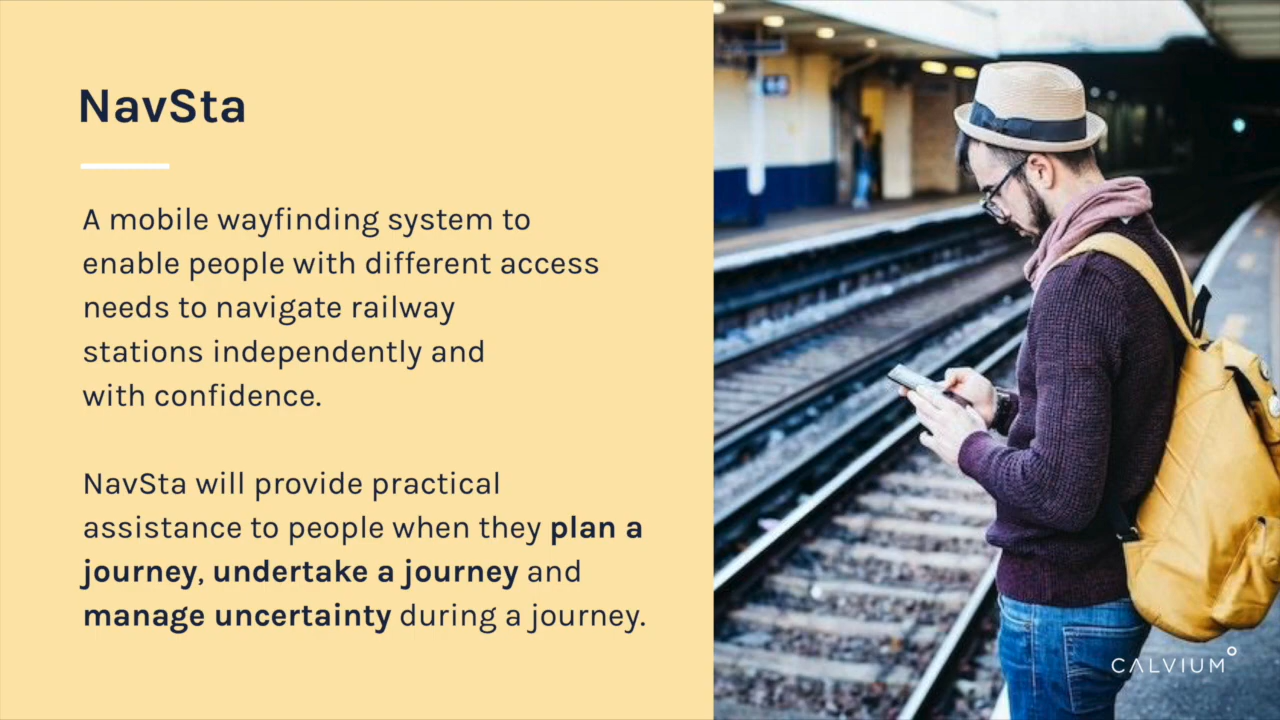 NavSta
A mobile wayfinding system to
enable people with different access
needs to navigate railway
stations independently and
with confidence.
NavSta will provide practical
assistance to people when they plan a
journey, undertake a journey and
manage uncertainty during a journey.
CALVIUM